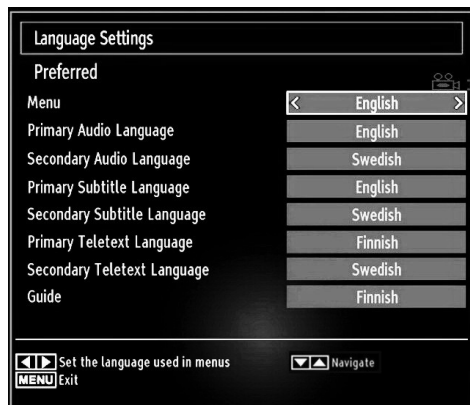 Language Settings
Preferred
Menu English
Primary Audio Language English
Secondary Audio Language Swedish
Primary Subtitle Language English
Secondary Subtitle Language Swedish
Primary Teletext Language Finnish
Secondary Teletext Language Swedish
Guide Finnish
Set the language used in menus Navigate
MENU Exit